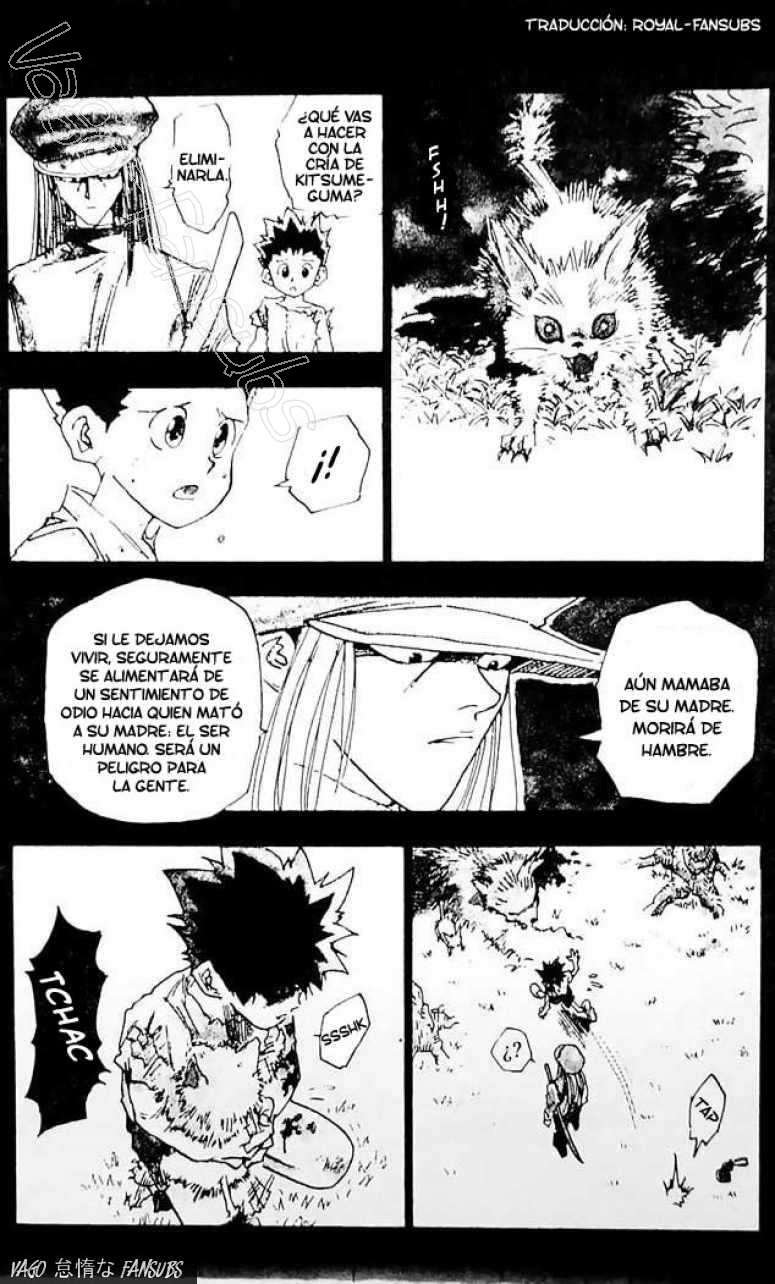 TRADUCCIÓN: ROYAL-FANSUBS
FSHH!
¿QUÉ VAS
A HACER
CON LA
CRÍA DE
KITSUME-
GUMA?
ELIMI-
NARLA.
¡!
AÚN MAMABA
DE SU MADRE.
MORIRÁ DE
HAMBRE.
SI LE DEJAMOS
VIVIR, SEGURAMENTE
SE ALIMENTARÁ DE
UN SENTIMIENTO DE
ODIO HACIA QUIEN MATÓ
A SU MADRE: EL SER
HUMANO. SERÁ UN
PELIGRO PARA
LA GENTE.
TAP
¿?
SSSHK
TCHAC
VAGO 怠惰な FANSUBS